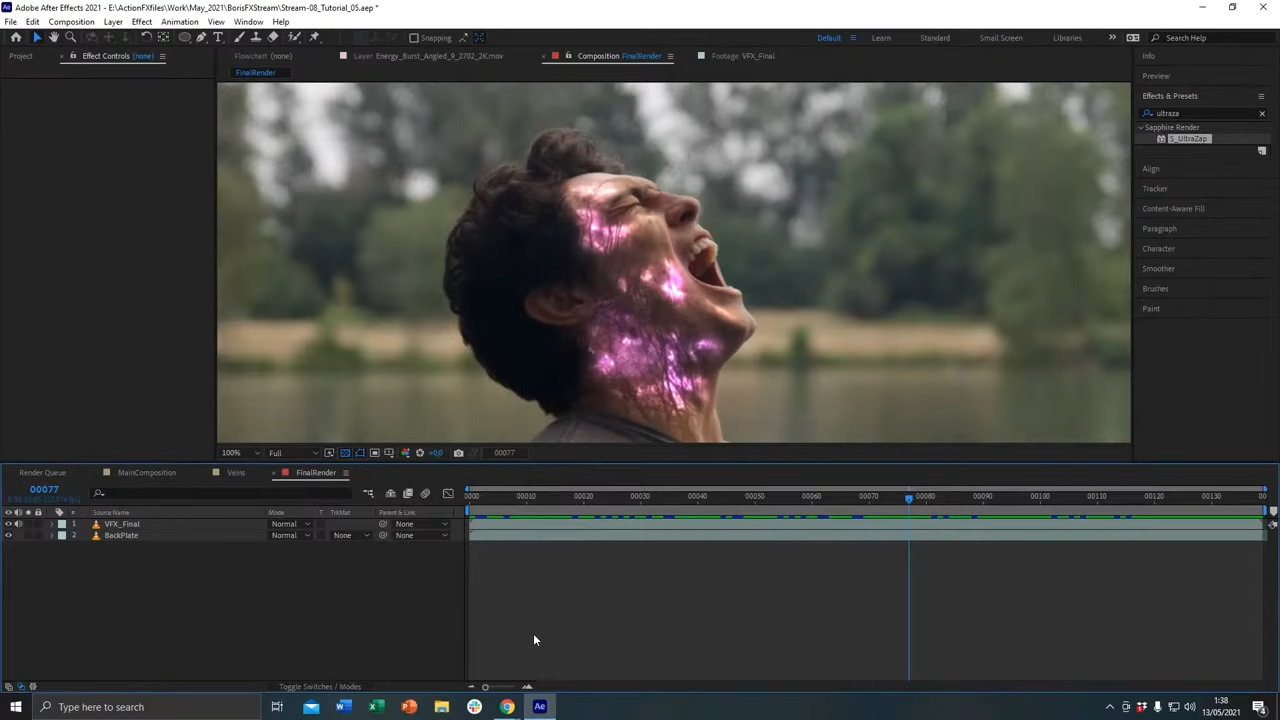 Adobe After Effects 2021 - E:\ActionFXfiles\Work\May_2021\BorisFXStream\Stream-08_Tutorial_05.aep *
File Edit Composition Layer Effect Animation View Window Help
Snapping Default Learn Standard Small Screen Libraries Search Help
Project Effect Controls (none) Flowchart (none) Layer Energy_Burst_Angled_9_2702_2K.mov Composition FinalRender Footage VFX_Final Info
FinalRender Preview
Effects & Presets
ultraza
Sapphire Render
S_UltraZap
Align
Tracker
Content-Aware Fill
Paragraph
Character
Smoother
Brushes
Paint
100% Full +0,0 00077
Render Queue MainComposition Veins FinalRender
00077
0000 00010 00020 00030 00040 00050 00060 00070 00080 00090 00100 00110 00120 00130 00
# Source Name Mode T TrkMat Parent & Link
1 VFX_Final Normal None
2 BackPlate Normal None None
Toggle Switches / Modes
Type here to search
1:38
13/05/2021